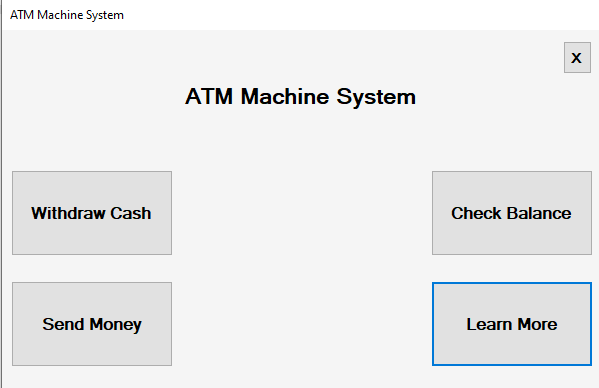 ATM Machine System
X
ATM Machine System
Withdraw Cash
Check Balance
Send Money
Learn More